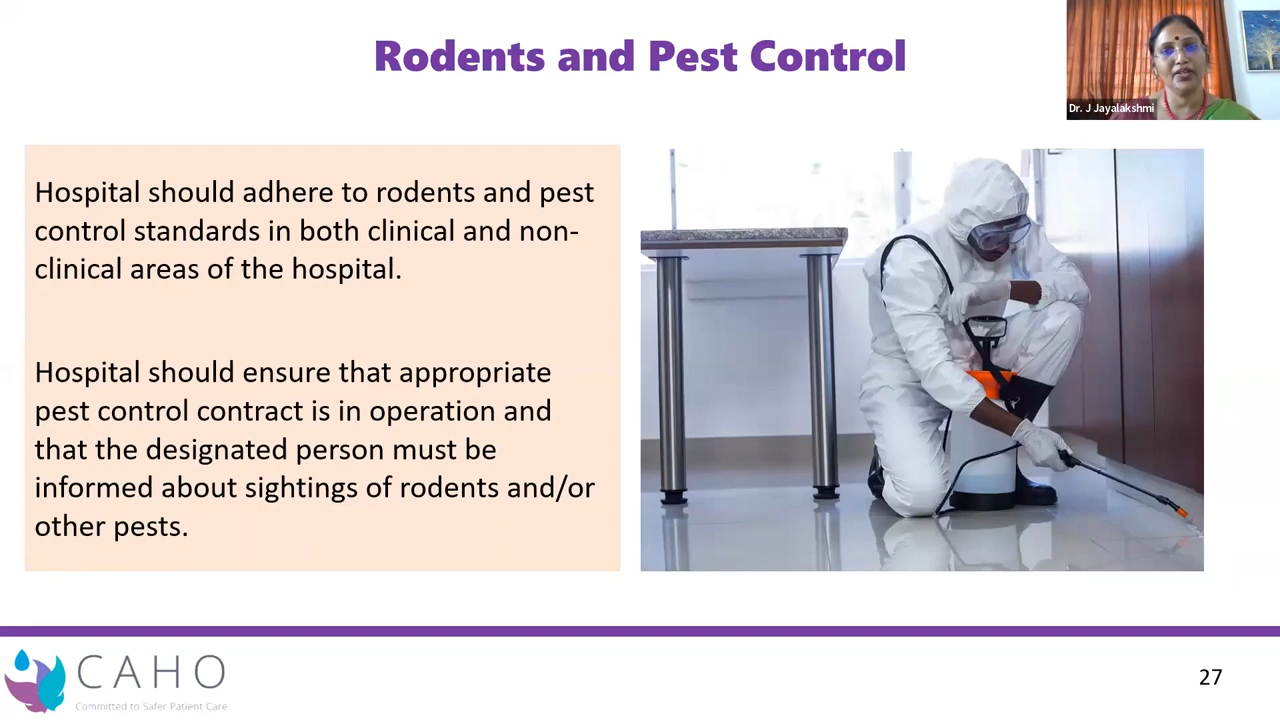 Rodents and Pest Control
Dr. J Jayalakshmi
Hospital should adhere to rodents and pest
control standards in both clinical and non-
clinical areas of the hospital.
Hospital should ensure that appropriate
pest control contract is in operation and
that the designated person must be
informed about sightings of rodents and/or
other pests.
CAHO
Committed to Safer Patient Care
27